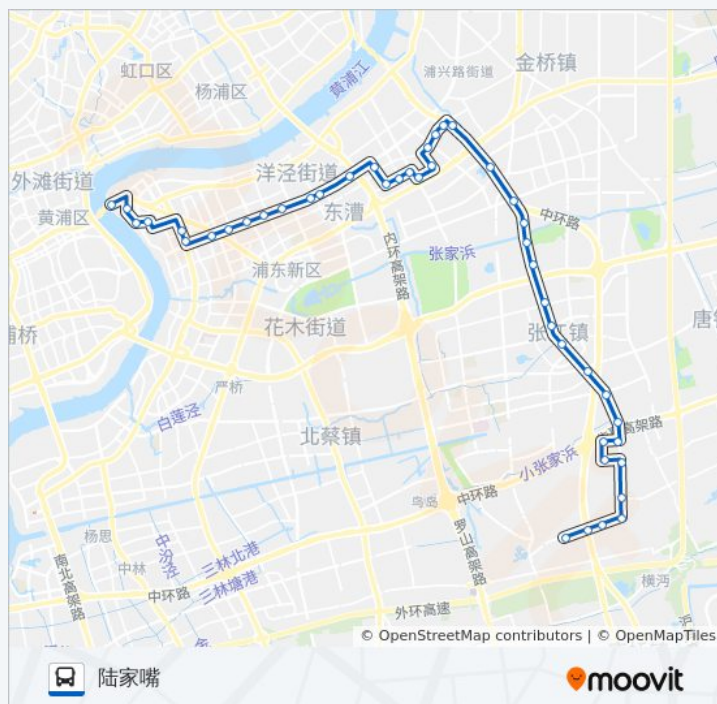 金桥镇
浦兴路街道
虹口区
杨浦区
黄浦江
外滩街道
洋泾街道
黄浦区
东漕
中环路
内环高架路
张家浜
浦东新区
唐镇
花木街道
张江镇
浦桥
严桥
白莲泾
北蔡镇
高架路
小张家浜
鸟岛
中环路
杨思
中汾泾
三林北港
罗山高架路
南北高架路
中林
三林塘港
中环路
横沔
外环高速
© OpenStreetMap contributors | © OpenMapTiles
陆家嘴
moovit